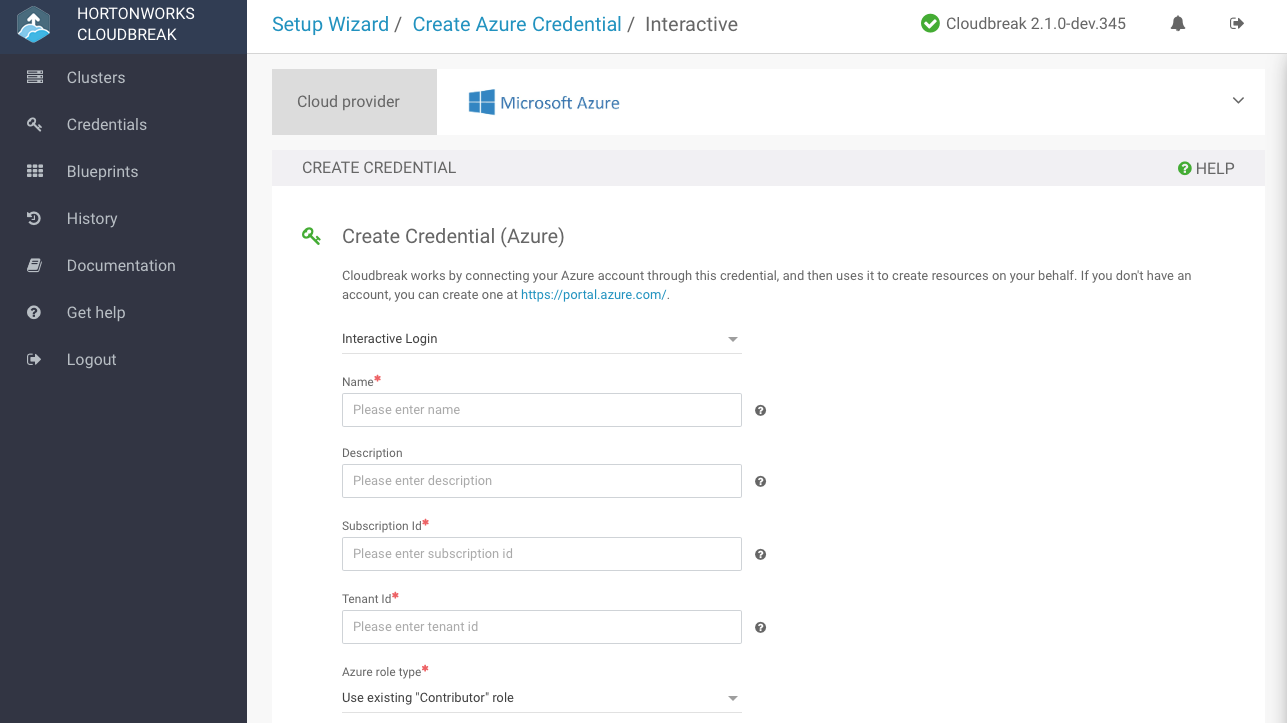 HORTONWORKS
CLOUDBREAK
Clusters
Credentials
Blueprints
History
Documentation
Get help
Logout
Setup Wizard / Create Azure Credential / Interactive
Cloudbreak 2.1.0-dev.345
Cloud provider
Microsoft Azure
CREATE CREDENTIAL
HELP
Create Credential (Azure)
Cloudbreak works by connecting your Azure account through this credential, and then uses it to create resources on your behalf. If you don't have an
account, you can create one at https://portal.azure.com/.
Interactive Login
Name*
Please enter name
Description
Please enter description
Subscription Id*
Please enter subscription id
Tenant Id*
Please enter tenant id
Azure role type*
Use existing "Contributor" role